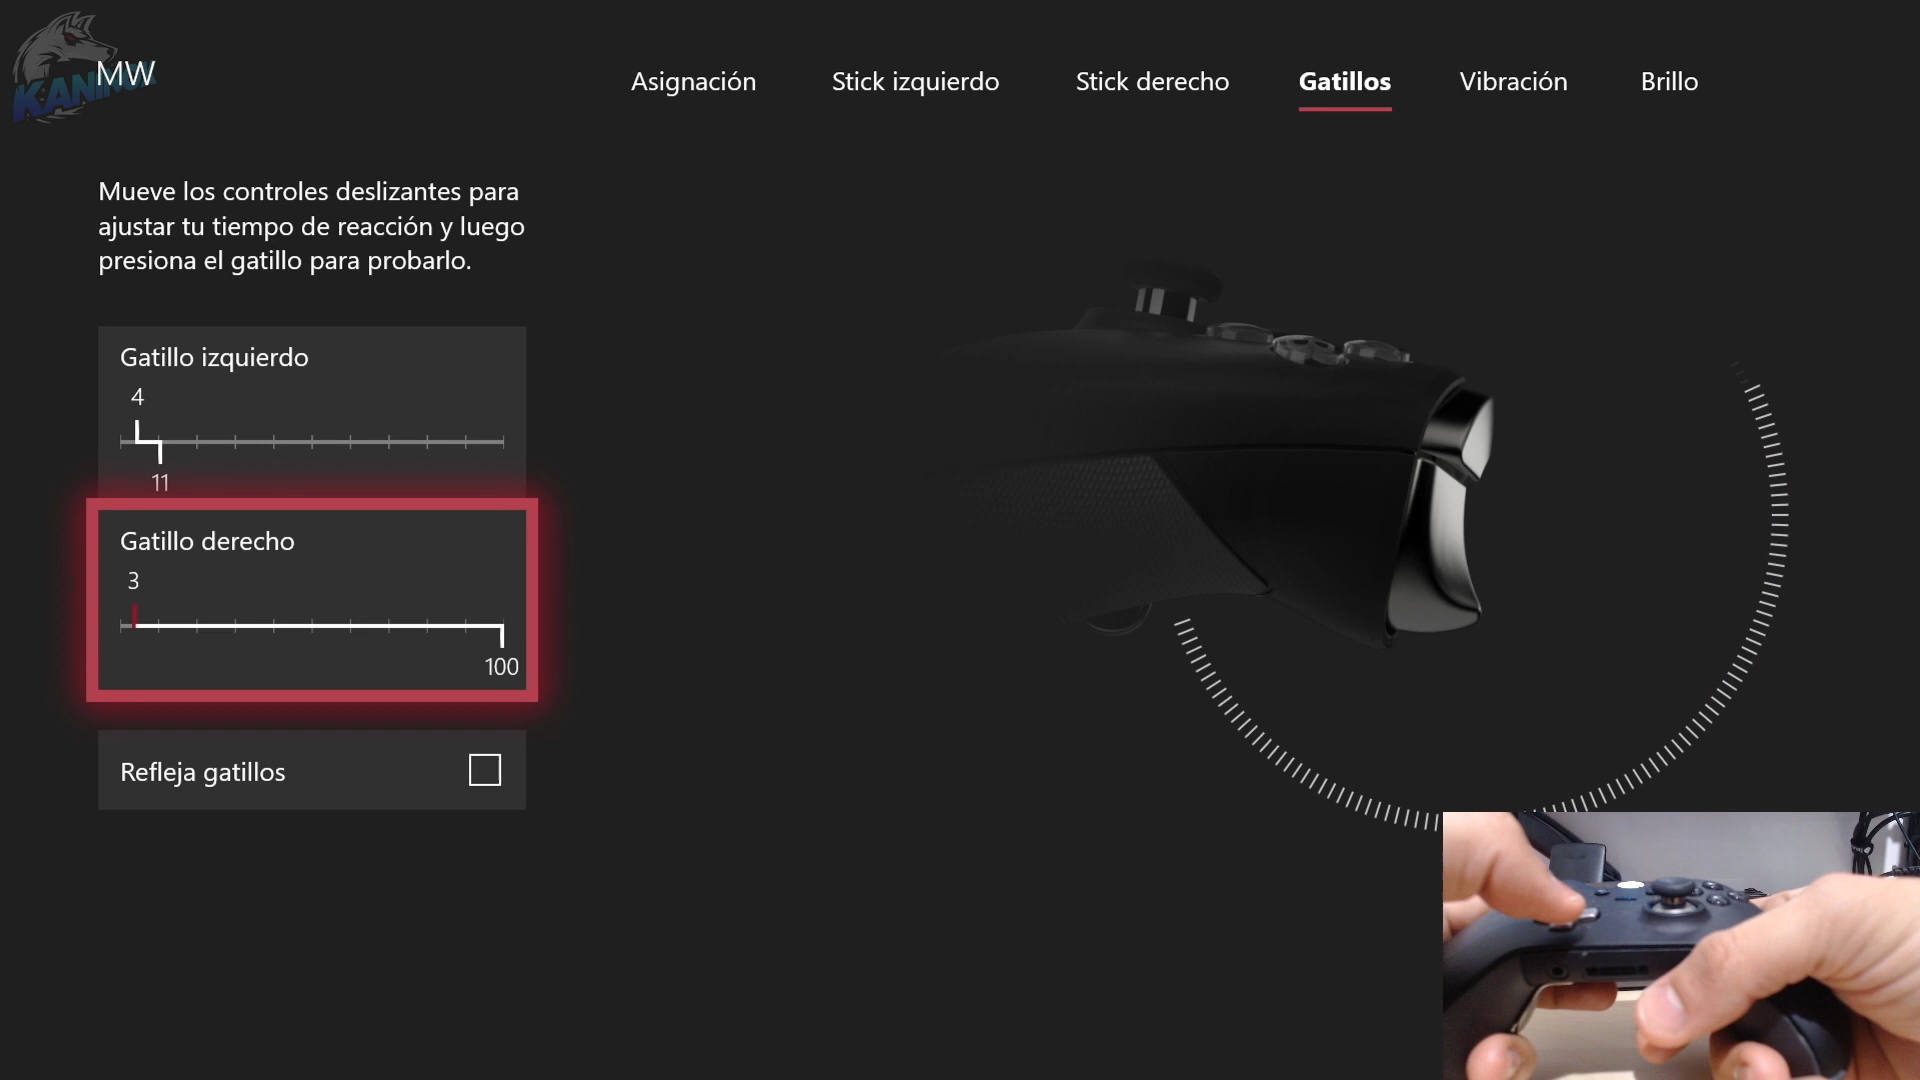 KANINOX
MW
Asignación
Stick izquierdo
Stick derecho
Gatillos
Vibración
Brillo
Mueve los controles deslizantes para
ajustar tu tiempo de reacción y luego
presiona el gatillo para probarlo.
Gatillo izquierdo
4
11
Gatillo derecho
3
100
Refleja gatillos